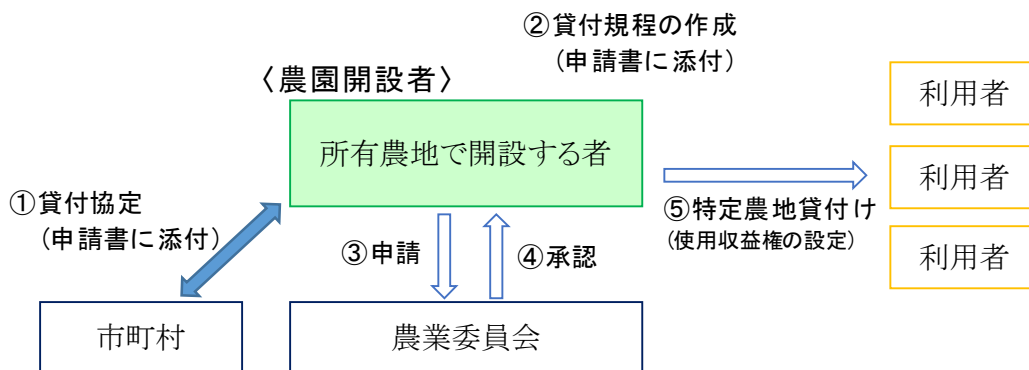 ②貸付規程の作成
(申請書に添付)
〈農園開設者〉
所有農地で開設する者
利用者
利用者
利用者
①貸付協定
(申請書に添付)
③申請
④承認
⑤特定農地貸付け
(使用収益権の設定)
市町村
農業委員会